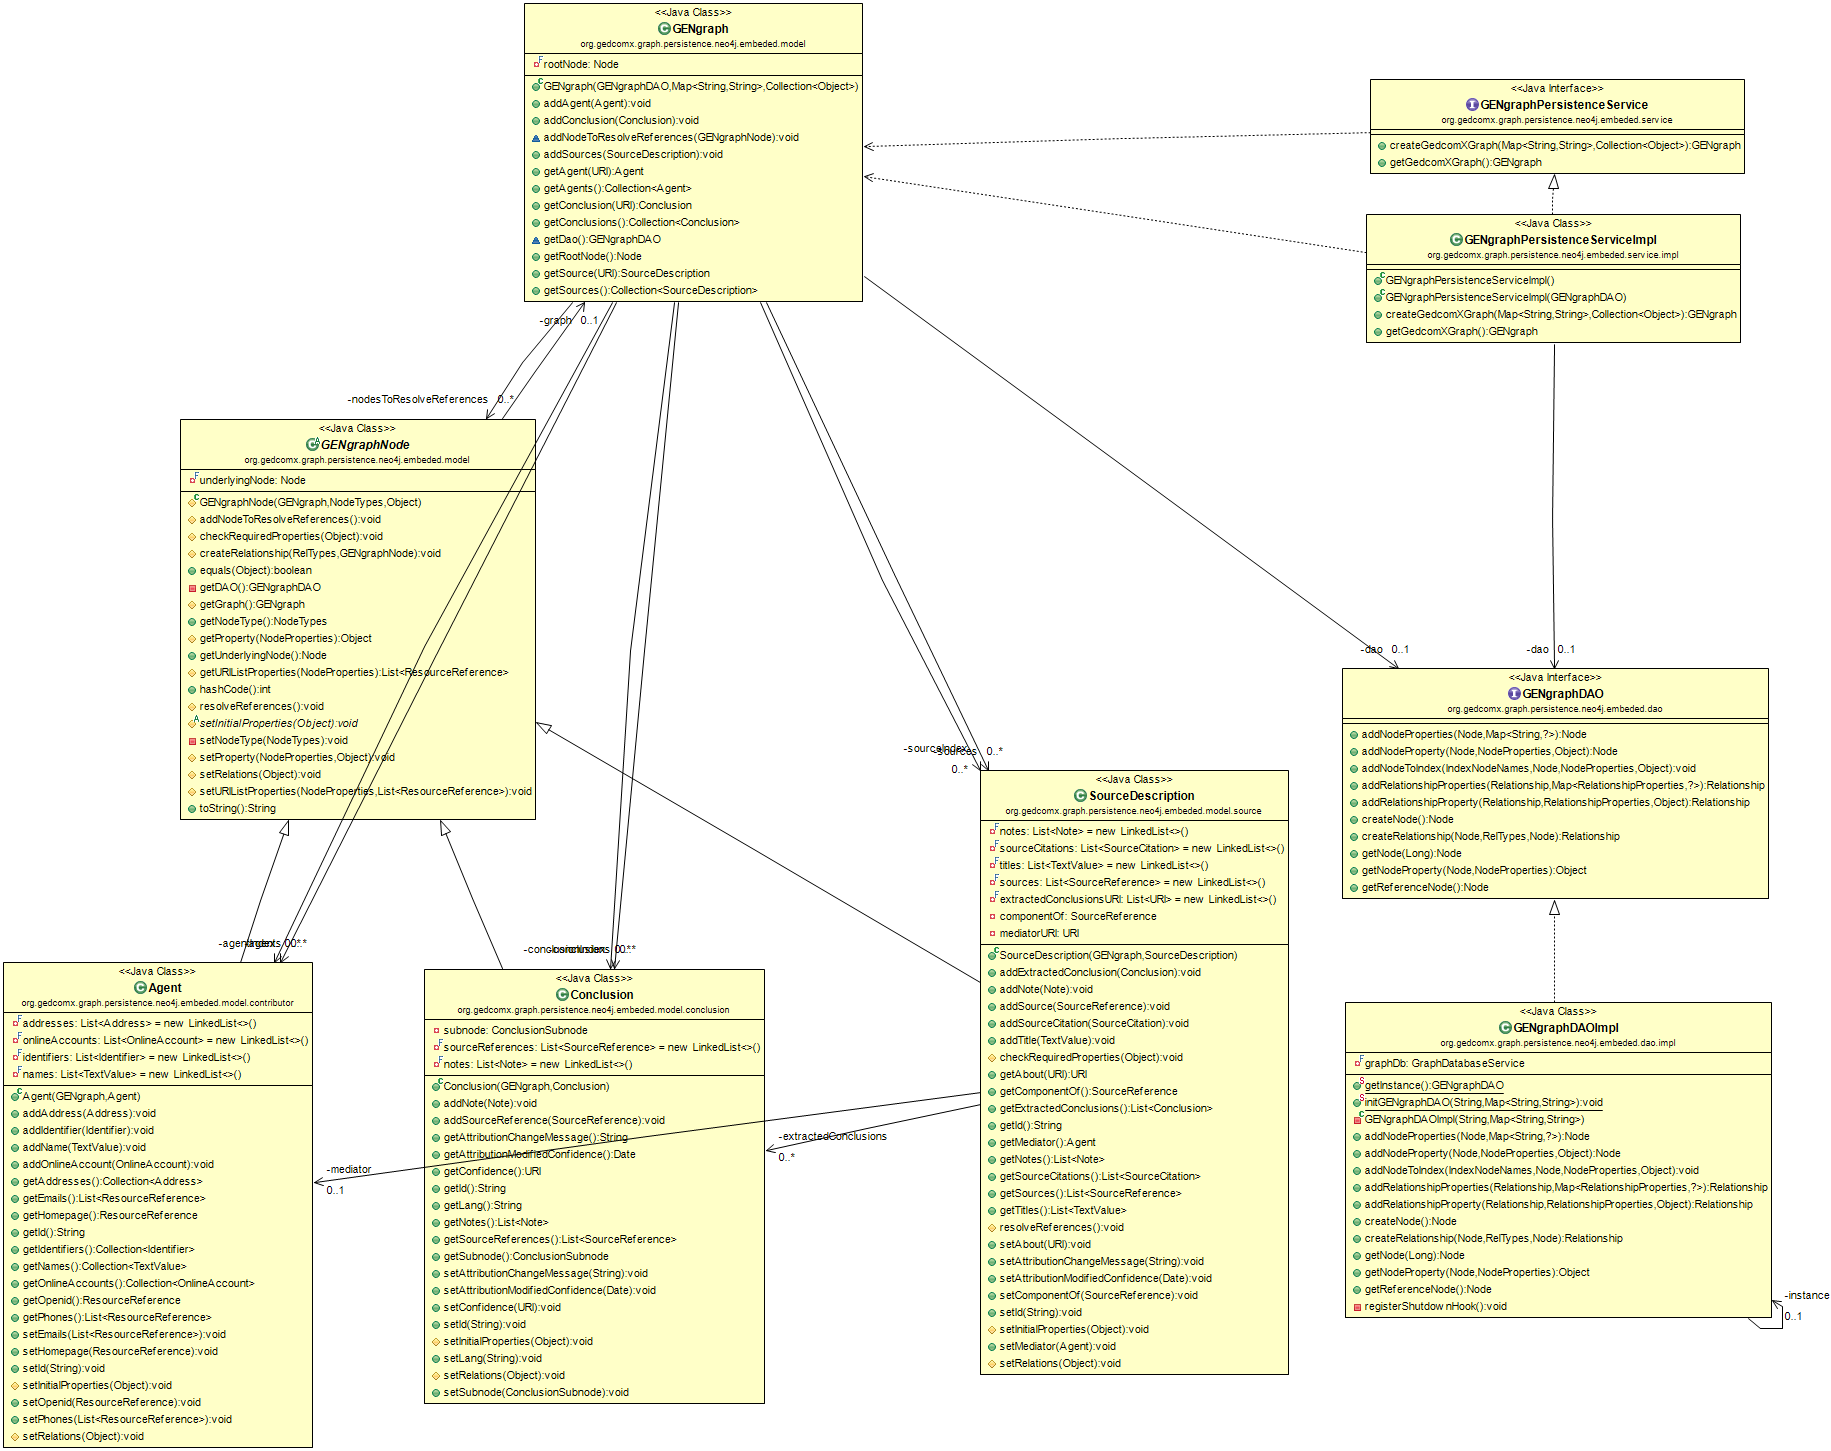 <<Java Class>>
GENgraph
org.gedcomx.graph.persistence.neo4j.embeded.model
rootNode: Node
GENgraph(GENgraphDAO,Map<String,String>,Collection<Object>)
addAgent(Agent):void
addConclusion(Conclusion):void
addNodeToResolveReferences(GENgraphNode):void
addSources(SourceDescription):void
getAgent(URI):Agent
getAgents():Collection<Agent>
getConclusion(URI):Conclusion
getConclusions():Collection<Conclusion>
getDao():GENgraphDAO
getRootNode():Node
getSource(URI):SourceDescription
getSources():Collection<SourceDescription>
<<Java Interface>>
GENgraphPersistenceService
org.gedcomx.graph.persistence.neo4j.embeded.service
createGedcomXGraph(Map<String,String>,Collection<Object>):GENgraph
getGedcomXGraph():GENgraph
<<Java Class>>
GENgraphPersistenceServiceImpl
org.gedcomx.graph.persistence.neo4j.embeded.service.impl
GENgraphPersistenceServiceImpl()
GENgraphPersistenceServiceImpl(GENgraphDAO)
createGedcomXGraph(Map<String,String>,Collection<Object>):GENgraph
getGedcomXGraph():GENgraph
-graph 0..1
-nodesToResolveReferences 0..*
<<Java Class>>
GENgraphNode
org.gedcomx.graph.persistence.neo4j.embeded.model
underlyingNode: Node
GENgraphNode(GENgraph,NodeTypes,Object)
addNodeToResolveReferences():void
checkRequiredProperties(Object):void
createRelationship(RelTypes,GENgraphNode):void
equals(Object):boolean
getDAO():GENgraphDAO
getGraph():GENgraph
getNodeType():NodeTypes
getProperty(NodeProperties):Object
getUnderlyingNode():Node
getURIListProperties(NodeProperties):List<ResourceReference>
hashCode():int
resolveReferences():void
setInitialProperties(Object):void
setNodeType(NodeTypes):void
setProperty(NodeProperties,Object):void
setRelations(Object):void
setURIListProperties(NodeProperties,List<ResourceReference>):void
toString():String
-dao 0..1
-dao 0..1
<<Java Interface>>
GENgraphDAO
org.gedcomx.graph.persistence.neo4j.embeded.dao
addNodeProperties(Node,Map<String,?>):Node
addNodeProperty(Node,NodeProperties,Object):Node
addNodeToIndex(IndexNodeNames,Node,NodeProperties,Object):void
addRelationshipProperties(Relationship,Map<RelationshipProperties,?>):Relationship
addRelationshipProperty(Relationship,RelationshipProperties,Object):Relationship
createNode():Node
createRelationship(Node,RelTypes,Node):Relationship
getNode(Long):Node
getNodeProperty(Node,NodeProperties):Object
getReferenceNode():Node
-sourceIndex
0..*
-sources 0..*
<<Java Class>>
SourceDescription
org.gedcomx.graph.persistence.neo4j.embeded.model.source
notes: List<Note> = new LinkedList<>()
sourceCitations: List<SourceCitation> = new LinkedList<>()
titles: List<TextValue> = new LinkedList<>()
sources: List<SourceReference> = new LinkedList<>()
extractedConclusionsURI: List<URI> = new LinkedList<>()
componentOf: SourceReference
mediatorURI: URI
SourceDescription(GENgraph,SourceDescription)
addExtractedConclusion(Conclusion):void
addNote(Note):void
addSource(SourceReference):void
addSourceCitation(SourceCitation):void
addTitle(TextValue):void
checkRequiredProperties(Object):void
getAbout(URI):URI
getComponentOf():SourceReference
getExtractedConclusions():List<Conclusion>
getId():String
getMediator():Agent
getNotes():List<Note>
getSourceCitations():List<SourceCitation>
getSources():List<SourceReference>
getTitles():List<TextValue>
resolveReferences():void
setAbout(URI):void
setAttributionChangeMessage(String):void
setAttributionModifiedConfidence(Date):void
setComponentOf(SourceReference):void
setId(String):void
setInitialProperties(Object):void
setMediator(Agent):void
setRelations(Object):void
<<Java Class>>
Agent
org.gedcomx.graph.persistence.neo4j.embeded.model.contributor
addresses: List<Address> = new LinkedList<>()
onlineAccounts: List<OnlineAccount> = new LinkedList<>()
identifiers: List<Identifier> = new LinkedList<>()
names: List<TextValue> = new LinkedList<>()
Agent(GENgraph,Agent)
addAddress(Address):void
addIdentifier(Identifier):void
addName(TextValue):void
addOnlineAccount(OnlineAccount):void
getAddresses():Collection<Address>
getEmails():List<ResourceReference>
getHomepage():ResourceReference
getId():String
getIdentifiers():Collection<Identifier>
getNames():Collection<TextValue>
getOnlineAccounts():Collection<OnlineAccount>
getOpenid():ResourceReference
getPhones():List<ResourceReference>
setEmails(List<ResourceReference>):void
setHomepage(ResourceReference):void
setId(String):void
setInitialProperties(Object):void
setOpenid(ResourceReference):void
setPhones(List<ResourceReference>):void
setRelations(Object):void
<<Java Class>>
Conclusion
org.gedcomx.graph.persistence.neo4j.embeded.model.conclusion
subnode: ConclusionSubnode
sourceReferences: List<SourceReference> = new LinkedList<>()
notes: List<Note> = new LinkedList<>()
Conclusion(GENgraph,Conclusion)
addNote(Note):void
addSourceReference(SourceReference):void
getAttributionChangeMessage():String
getAttributionModifiedConfidence():Date
getConfidence():URI
getId():String
getLang():String
getNotes():List<Note>
getSourceReferences():List<SourceReference>
getSubnode():ConclusionSubnode
setAttributionChangeMessage(String):void
setAttributionModifiedConfidence(Date):void
setConfidence(URI):void
setId(String):void
setInitialProperties(Object):void
setLang(String):void
setRelations(Object):void
setSubnode(ConclusionSubnode):void
-extractedConclusions
0..*
-mediator
0..1
<<Java Class>>
GENgraphDAOImpl
org.gedcomx.graph.persistence.neo4j.embeded.dao.impl
graphDb: GraphDatabaseService
getInstance():GENgraphDAO
initGENgraphDAO(String,Map<String,String>):void
GENgraphDAOImpl(String,Map<String,String>)
addNodeProperties(Node,Map<String,?>):Node
addNodeProperty(Node,NodeProperties,Object):Node
addNodeToIndex(IndexNodeNames,Node,NodeProperties,Object):void
addRelationshipProperties(Relationship,Map<RelationshipProperties,?>):Relationship
addRelationshipProperty(Relationship,RelationshipProperties,Object):Relationship
createNode():Node
createRelationship(Node,RelTypes,Node):Relationship
getNode(Long):Node
getNodeProperty(Node,NodeProperties):Object
getReferenceNode():Node
registerShutdownHook():void
-instance
0..1